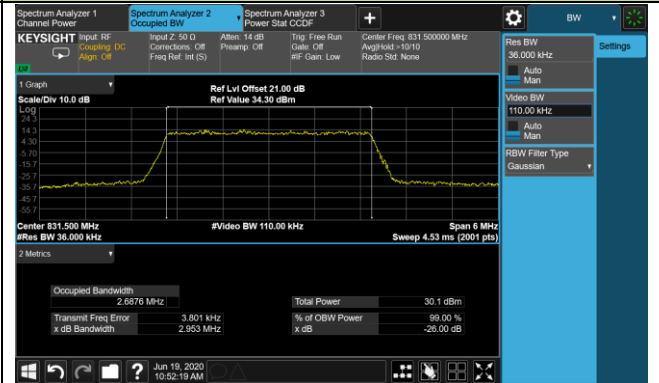 Spectrum Analyzer 1
Channel Power
Spectrum Analyzer 2
Occupied BW
Spectrum Analyzer 3
Power Stat CCDF
BW
KEYSIGHT
Input: RF
Coupling: DC
Align: Off
Input Z: 50 Ω
Corrections: Off
Freq Ref: Int (S)
Atten: 14 dB
Preamp: Off
Trig: Free Run
Gate: Off
#IF Gain: Low
Center Freq: 831.500000 MHz
Avg|Hold:>10/10
Radio Std: None
Res BW
36.000 kHz
Auto
Man
Video BW
110.00 kHz
Auto
Man
RBW Filter Type
Gaussian
Settings
1 Graph
Scale/Div 10.0 dB
Ref Lvl Offset 21.00 dB
Ref Value 34.30 dBm
Log
24.3
14.3
4.30
-5.70
-15.7
-25.7
-35.7
-45.7
-55.7
Center 831.500 MHz
#Res BW 36.000 kHz
#Video BW 110.00 kHz
Span 6 MHz
Sweep 4.53 ms (2001 pts)
2 Metrics
Occupied Bandwidth
2.6876 MHz
Total Power 30.1 dBm
Transmit Freq Error 3.801 kHz
% of OBW Power 99.00 %
x dB Bandwidth 2.953 MHz
x dB -26.00 dB
Jun 19, 2020
10:52:19 AM